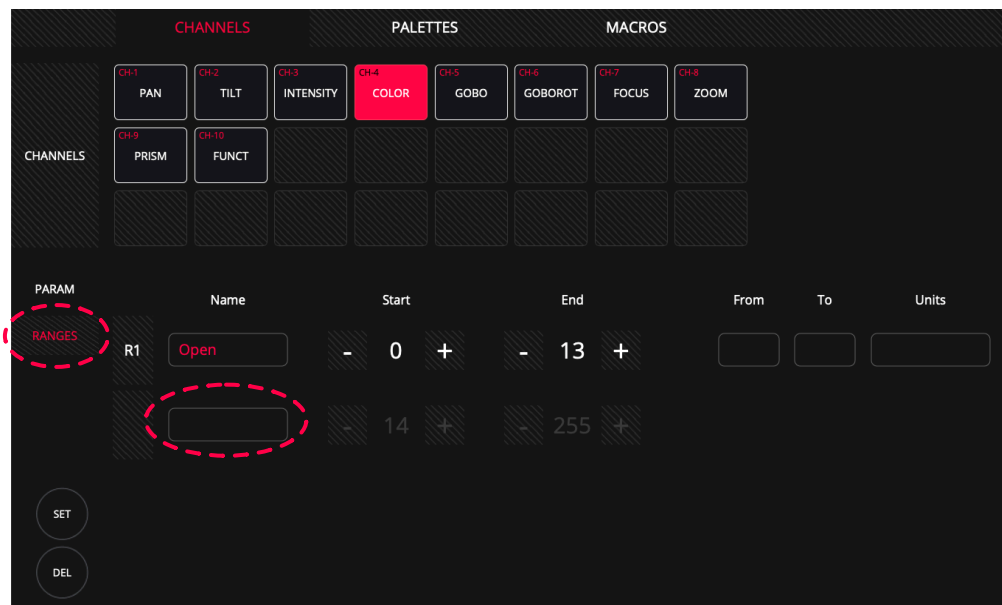 CHANNELS PALETTES MACROS
CH-1 CH-2 CH-3 CH-4 CH-5 CH-6 CH-7 CH-8
PAN TILT INTENSITY COLOR GOBO GOBOROT FOCUS ZOOM
CH-9 CH-10
CHANNELS PRISM FUNCT
PARAM
Name Start End From To Units
RANGES
R1 Open - 0 + - 13 +
- 14 + - 255 +
SET
DEL